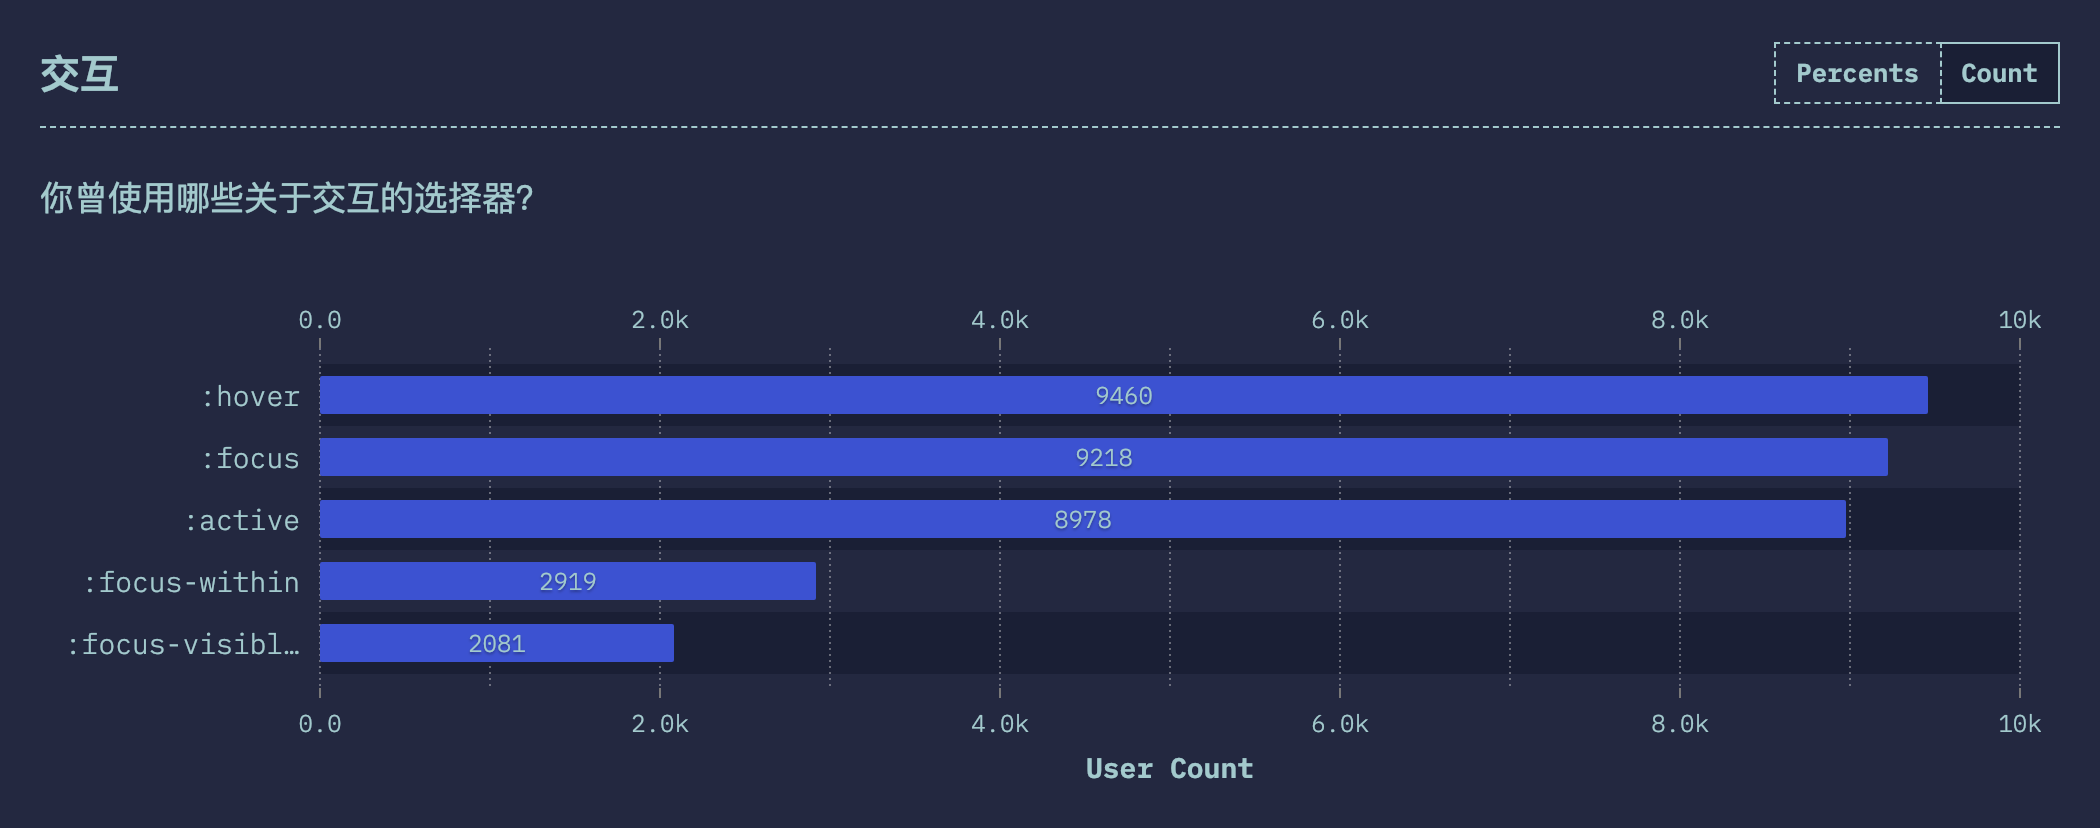 交互
Percents Count
你曾使用哪些关于交互的选择器?
0.0 2.0k 4.0k 6.0k 8.0k 10k
:hover 9460
:focus 9218
:active 8978
:focus-within 2919
:focus-visibl… 2081
0.0 2.0k 4.0k 6.0k 8.0k 10k
User Count